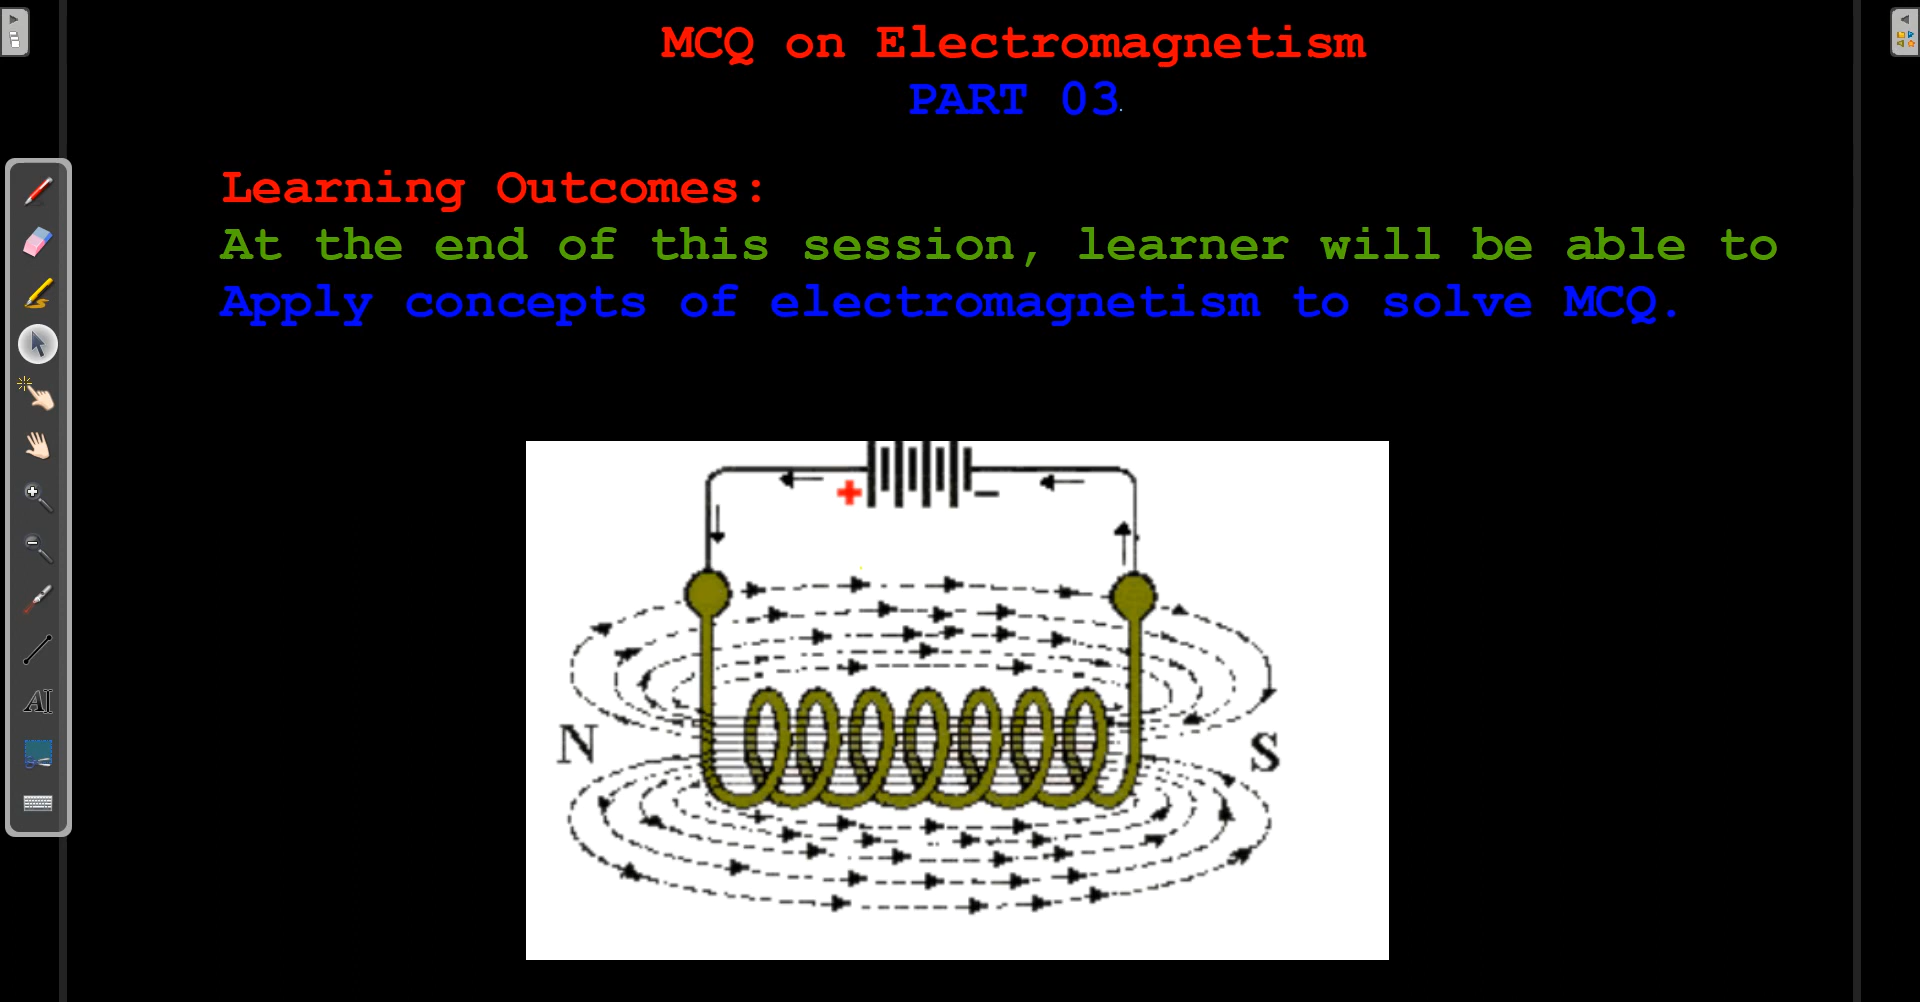 MCQ on Electromagnetism
PART 03
Learning Outcomes:
At the end of this session, learner will be able to
Apply concepts of electromagnetism to solve MCQ.
+ −
N S
AI